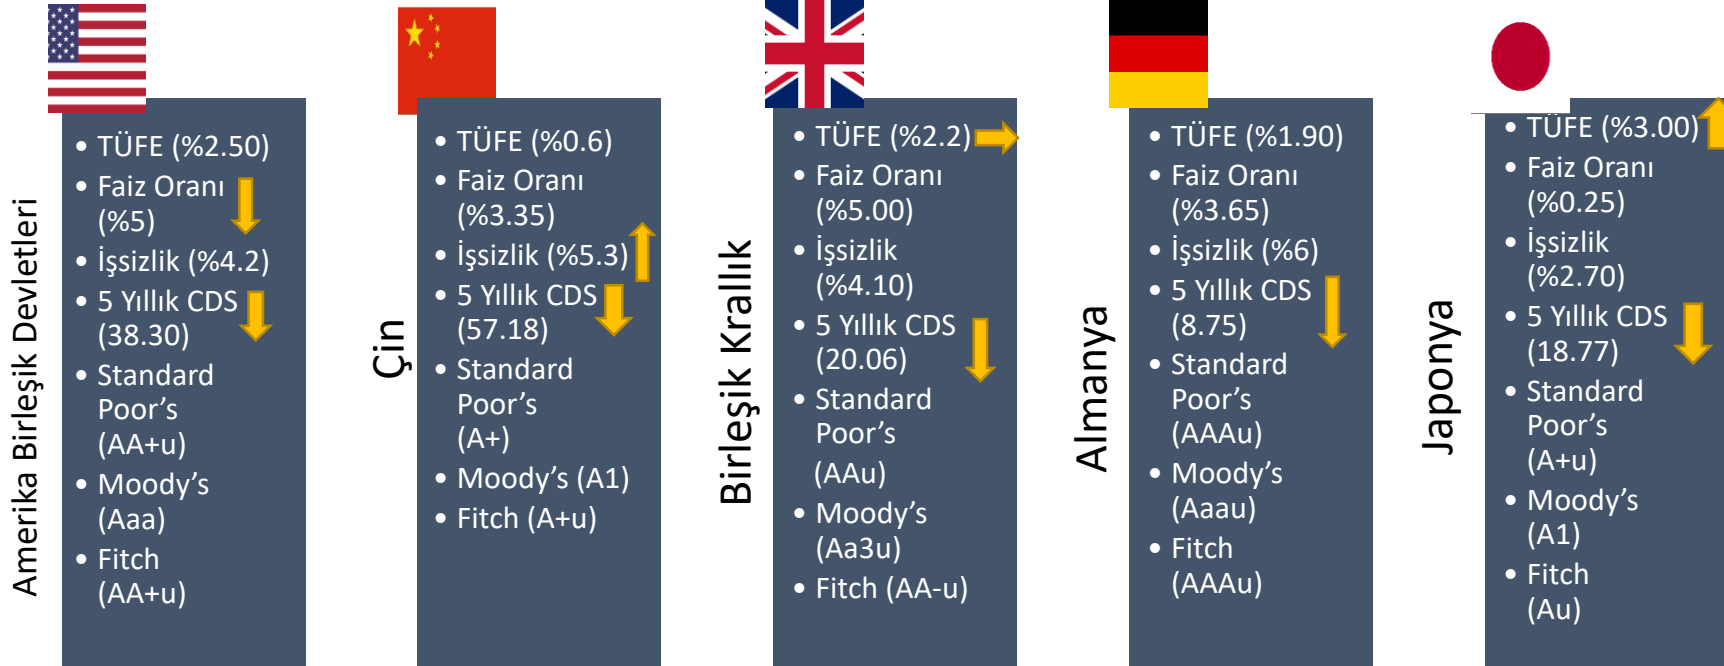 Amerika Birleşik Devletleri
• TÜFE (%2.50)
• Faiz Oranı
(%5)
• İşsizlik (%4.2)
• 5 Yıllık CDS
(38.30)
• Standard
Poor's
(AA+u)
• Moody's
(Aaa)
• Fitch
(AA+u)
Çin
• TÜFE (%0.6)
• Faiz Oranı
(%3.35)
• İşsizlik (%5.3)
• 5 Yıllık CDS
(57.18)
• Standard
Poor's
(A+)
• Moody's (A1)
• Fitch (A+u)
Birleşik Krallık
• TÜFE (%2.2)
• Faiz Oranı
(%5.00)
• İşsizlik
(%4.10)
• 5 Yıllık CDS
(20.06)
• Standard
Poor's
(AAu)
• Moody's
(Aa3u)
• Fitch (AA-u)
Almanya
• TÜFE (%1.90)
• Faiz Oranı
(%3.65)
• İşsizlik (%6)
• 5 Yıllık CDS
(8.75)
• Standard
Poor's
(AAAu)
• Moody's
(Aaau)
• Fitch
(AAAu)
Japonya
• TÜFE (%3.00)
• Faiz Oranı
(%0.25)
• İşsizlik
(%2.70)
• 5 Yıllık CDS
(18.77)
• Standard
Poor's
(A+u)
• Moody's
(A1)
• Fitch
(Au)